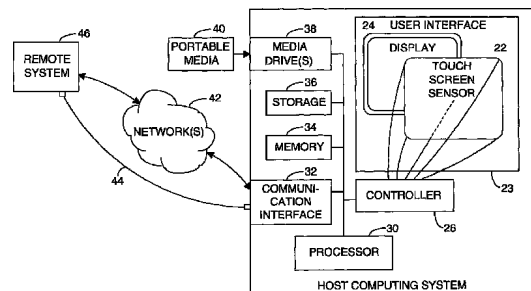 46
REMOTE
SYSTEM
40
PORTABLE
MEDIA
38
MEDIA
DRIVE(S)
24
USER INTERFACE
DISPLAY
22
TOUCH
SCREEN
SENSOR
36
STORAGE
42
NETWORK(S)
34
MEMORY
32
COMMUNI-
CATION
INTERFACE
44
CONTROLLER
23
26
30
PROCESSOR
HOST COMPUTING SYSTEM